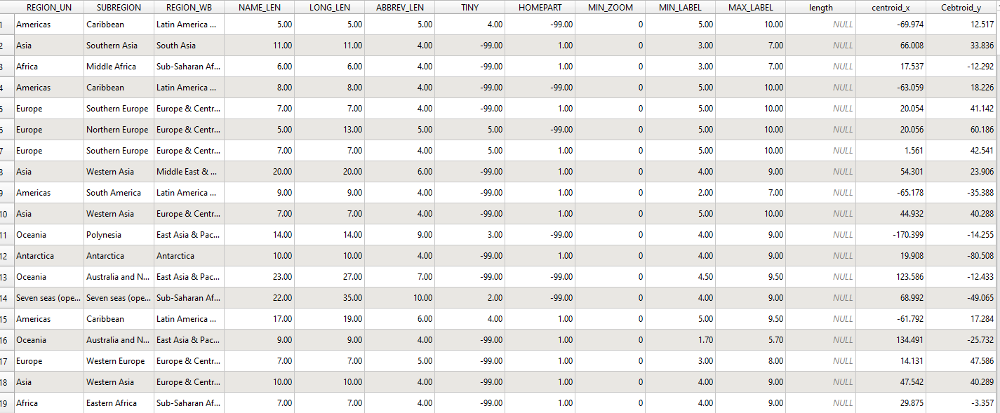 REGION_UN SUBREGION REGION_WB NAME_LEN LONG_LEN ABBREV_LEN TINY HOMEPART MIN_ZOOM MIN_LABEL MAX_LABEL length centroid_x Cebtroid_y
1 Americas Caribbean Latin America ... 5.00 5.00 5.00 4.00 -99.00 0 5.00 10.00 NULL -69.974 12.517
2 Asia Southern Asia South Asia 11.00 11.00 4.00 -99.00 1.00 0 3.00 7.00 NULL 66.008 33.836
3 Africa Middle Africa Sub-Saharan Af... 6.00 6.00 4.00 -99.00 1.00 0 3.00 7.00 NULL 17.537 -12.292
4 Americas Caribbean Latin America ... 8.00 8.00 4.00 -99.00 -99.00 0 5.00 10.00 NULL -63.059 18.226
5 Europe Southern Europe Europe & Centr... 7.00 7.00 4.00 -99.00 1.00 0 5.00 10.00 NULL 20.054 41.142
6 Europe Northern Europe Europe & Centr... 5.00 13.00 5.00 5.00 -99.00 0 5.00 10.00 NULL 20.056 60.186
7 Europe Southern Europe Europe & Centr... 7.00 7.00 4.00 5.00 1.00 0 5.00 10.00 NULL 1.561 42.541
8 Asia Western Asia Middle East & ... 20.00 20.00 6.00 -99.00 1.00 0 4.00 9.00 NULL 54.301 23.906
9 Americas South America Latin America ... 9.00 9.00 4.00 -99.00 1.00 0 2.00 7.00 NULL -65.178 -35.388
10 Asia Western Asia Europe & Centr... 7.00 7.00 4.00 -99.00 1.00 0 5.00 10.00 NULL 44.932 40.288
11 Oceania Polynesia East Asia & Pac... 14.00 14.00 9.00 3.00 -99.00 0 4.00 9.00 NULL -170.399 -14.255
12 Antarctica Antarctica Antarctica 10.00 10.00 4.00 -99.00 1.00 0 4.00 9.00 NULL 19.908 -80.508
13 Oceania Australia and N... East Asia & Pac... 23.00 27.00 7.00 -99.00 -99.00 0 4.50 9.50 NULL 123.586 -12.433
14 Seven seas (ope... Seven seas (ope... Sub-Saharan Af... 22.00 35.00 10.00 2.00 -99.00 0 4.00 9.00 NULL 68.992 -49.065
15 Americas Caribbean Latin America ... 17.00 19.00 6.00 4.00 1.00 0 5.00 9.50 NULL -61.792 17.284
16 Oceania Australia and N... East Asia & Pac... 9.00 9.00 4.00 -99.00 1.00 0 1.70 5.70 NULL 134.491 -25.732
17 Europe Western Europe Europe & Centr... 7.00 7.00 5.00 -99.00 1.00 0 3.00 8.00 NULL 14.131 47.586
18 Asia Western Asia Europe & Centr... 10.00 10.00 4.00 -99.00 1.00 0 4.00 9.00 NULL 47.542 40.289
19 Africa Eastern Africa Sub-Saharan Af... 7.00 7.00 4.00 -99.00 1.00 0 4.00 9.00 NULL 29.875 -3.357